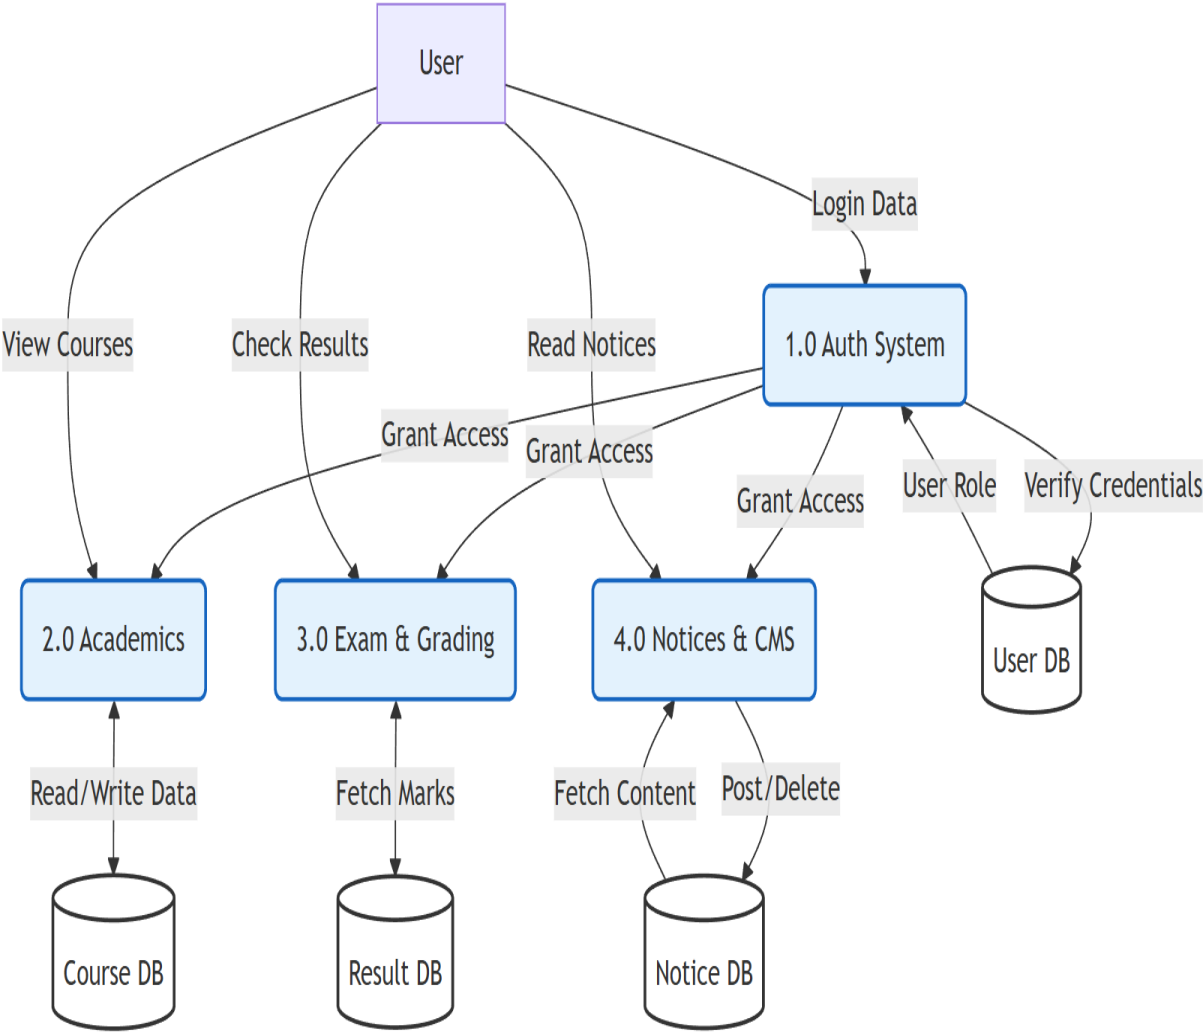 User
Login Data
View Courses
Check Results
Read Notices
1.0 Auth System
Grant Access
Grant Access
Grant Access
User Role
Verify Credentials
2.0 Academics
3.0 Exam & Grading
4.0 Notices & CMS
User DB
Read/Write Data
Fetch Marks
Fetch Content
Post/Delete
Course DB
Result DB
Notice DB